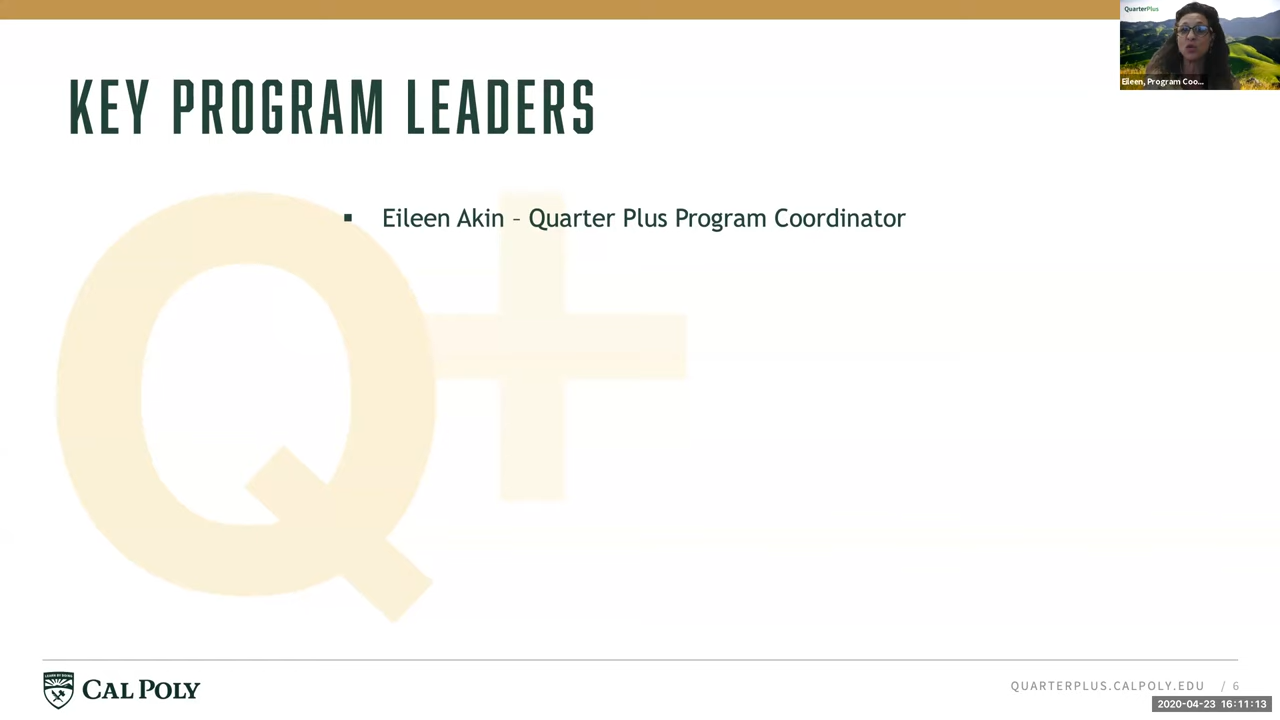 QuarterPlus
Eileen, Program Coo...
KEY PROGRAM LEADERS
▪ Eileen Akin – Quarter Plus Program Coordinator
Q+
CAL POLY
QUARTERPLUS.CALPOLY.EDU / 6
2020-04-23 16:11:13